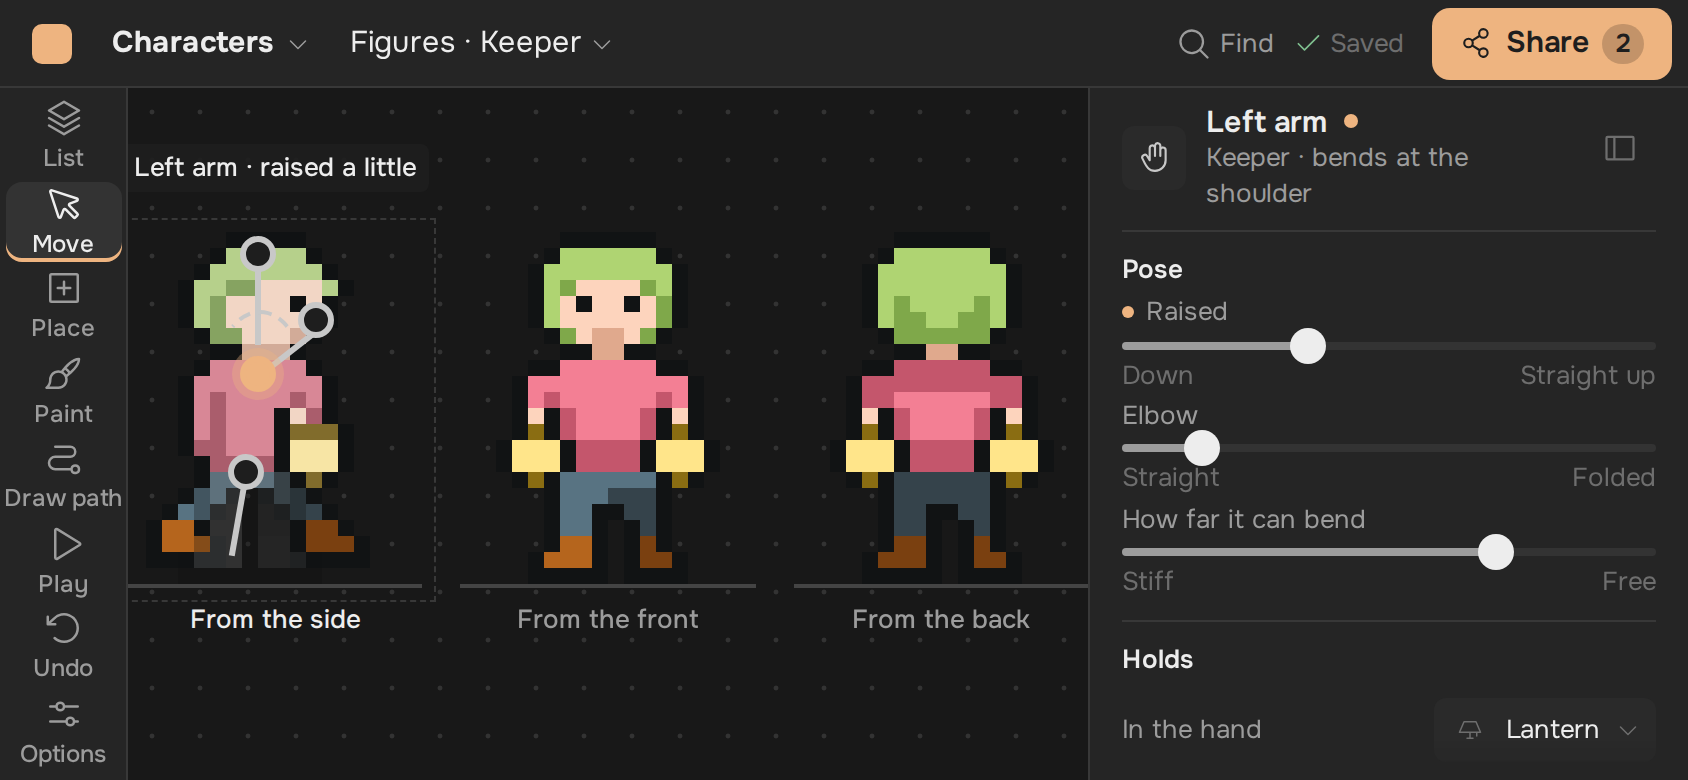 Characters
Figures · Keeper
Find
Saved
Share 2
List
Move
Place
Paint
Draw path
Play
Undo
Options
Left arm · raised a little
From the side
From the front
From the back
Left arm
Keeper · bends at the
shoulder
Pose
Raised
Down Straight up
Elbow
Straight Folded
How far it can bend
Stiff Free
Holds
In the hand Lantern